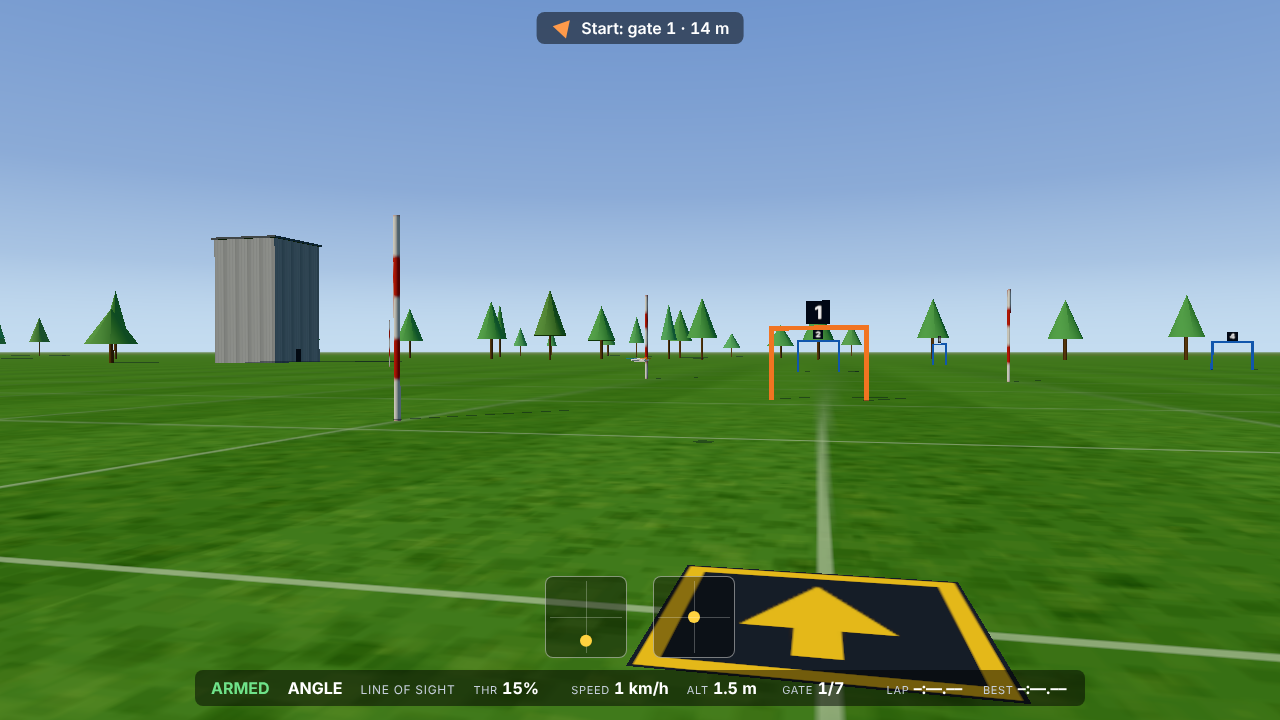 Start: gate 1 · 14 m
1
2
4
ARMED ANGLE LINE OF SIGHT THR 15% SPEED 1 km/h ALT 1.5 m GATE 1/7 LAP –:––.–– BEST –:––.––